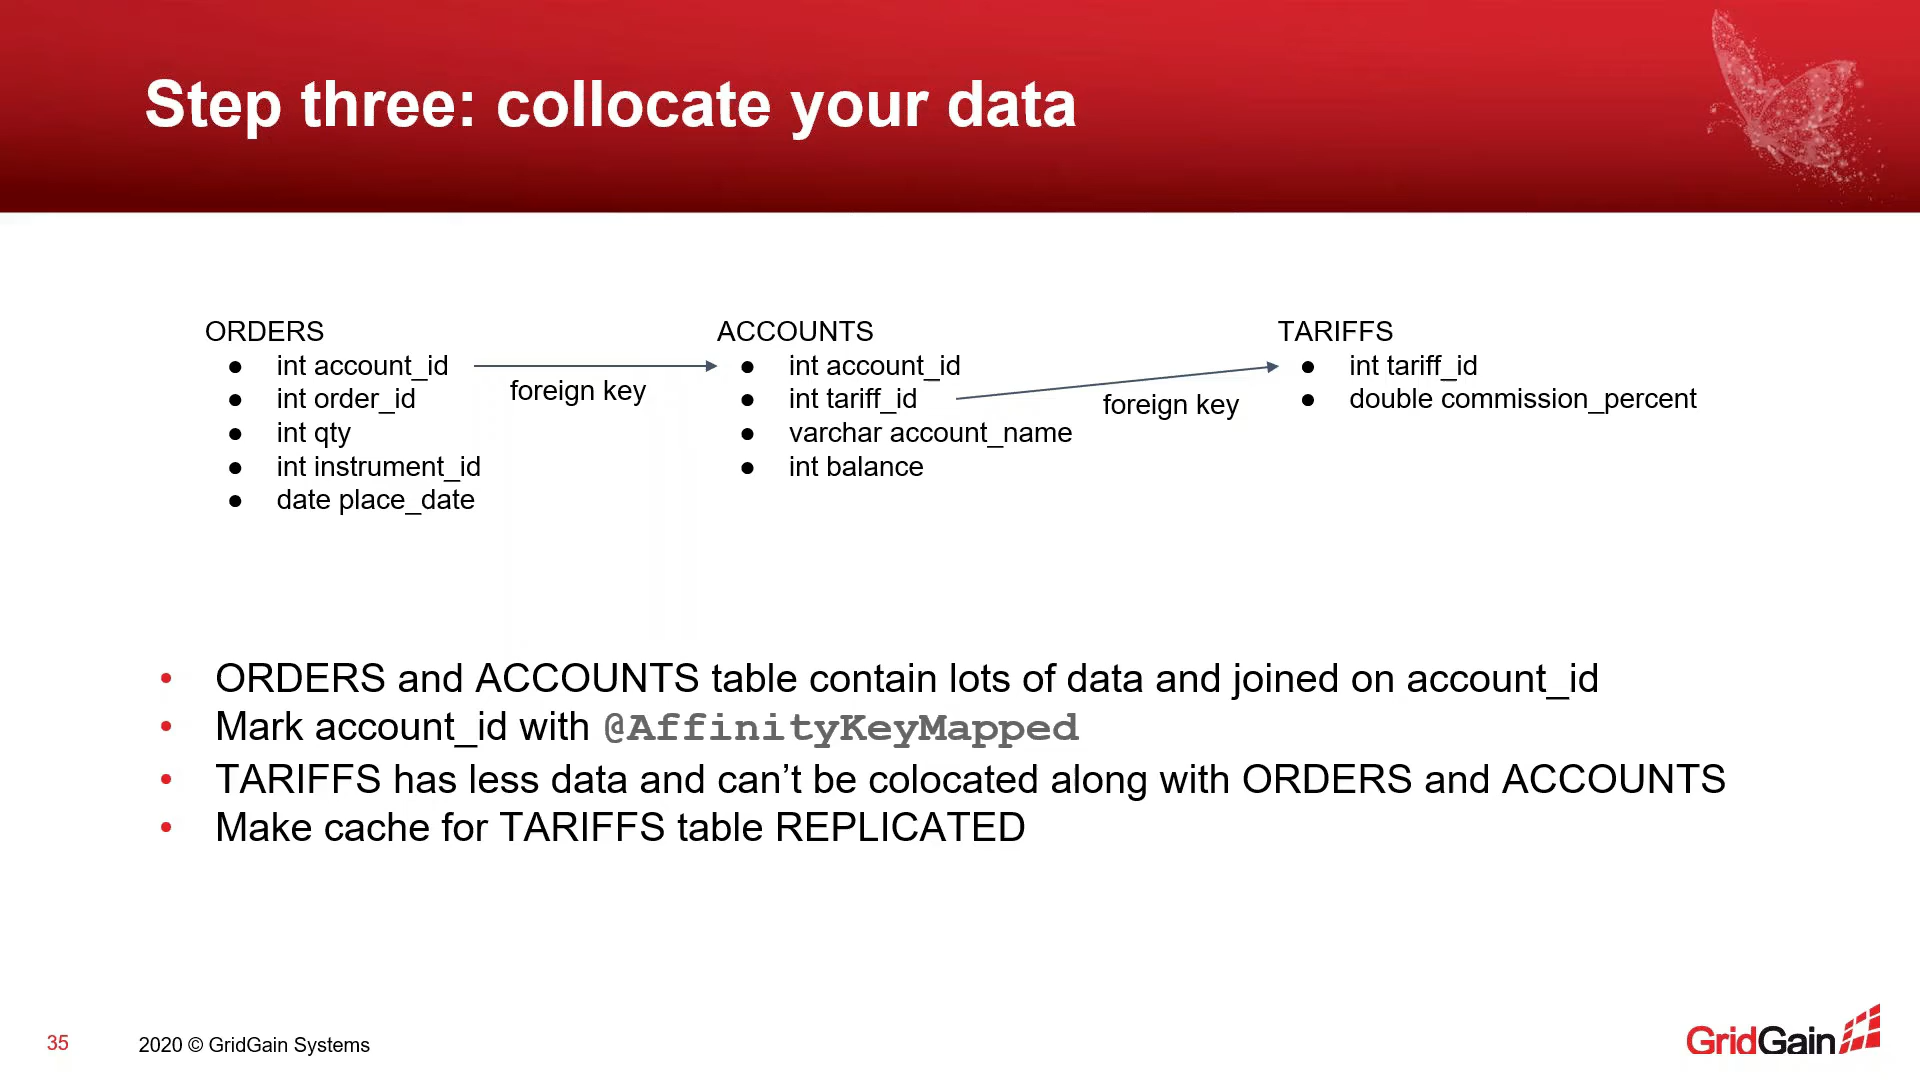 Step three: collocate your data
ORDERS
● int account_id
● int order_id
● int qty
● int instrument_id
● date place_date
foreign key
ACCOUNTS
● int account_id
● int tariff_id
● varchar account_name
● int balance
foreign key
TARIFFS
● int tariff_id
● double commission_percent
• ORDERS and ACCOUNTS table contain lots of data and joined on account_id
• Mark account_id with @AffinityKeyMapped
• TARIFFS has less data and can’t be colocated along with ORDERS and ACCOUNTS
• Make cache for TARIFFS table REPLICATED
35
2020 © GridGain Systems
GridGain